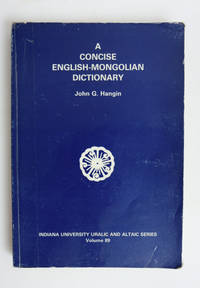 A
CONCISE
ENGLISH-MONGOLIAN
DICTIONARY
John G. Hangin
INDIANA UNIVERSITY URALIC AND ALTAIC SERIES
Volume 89